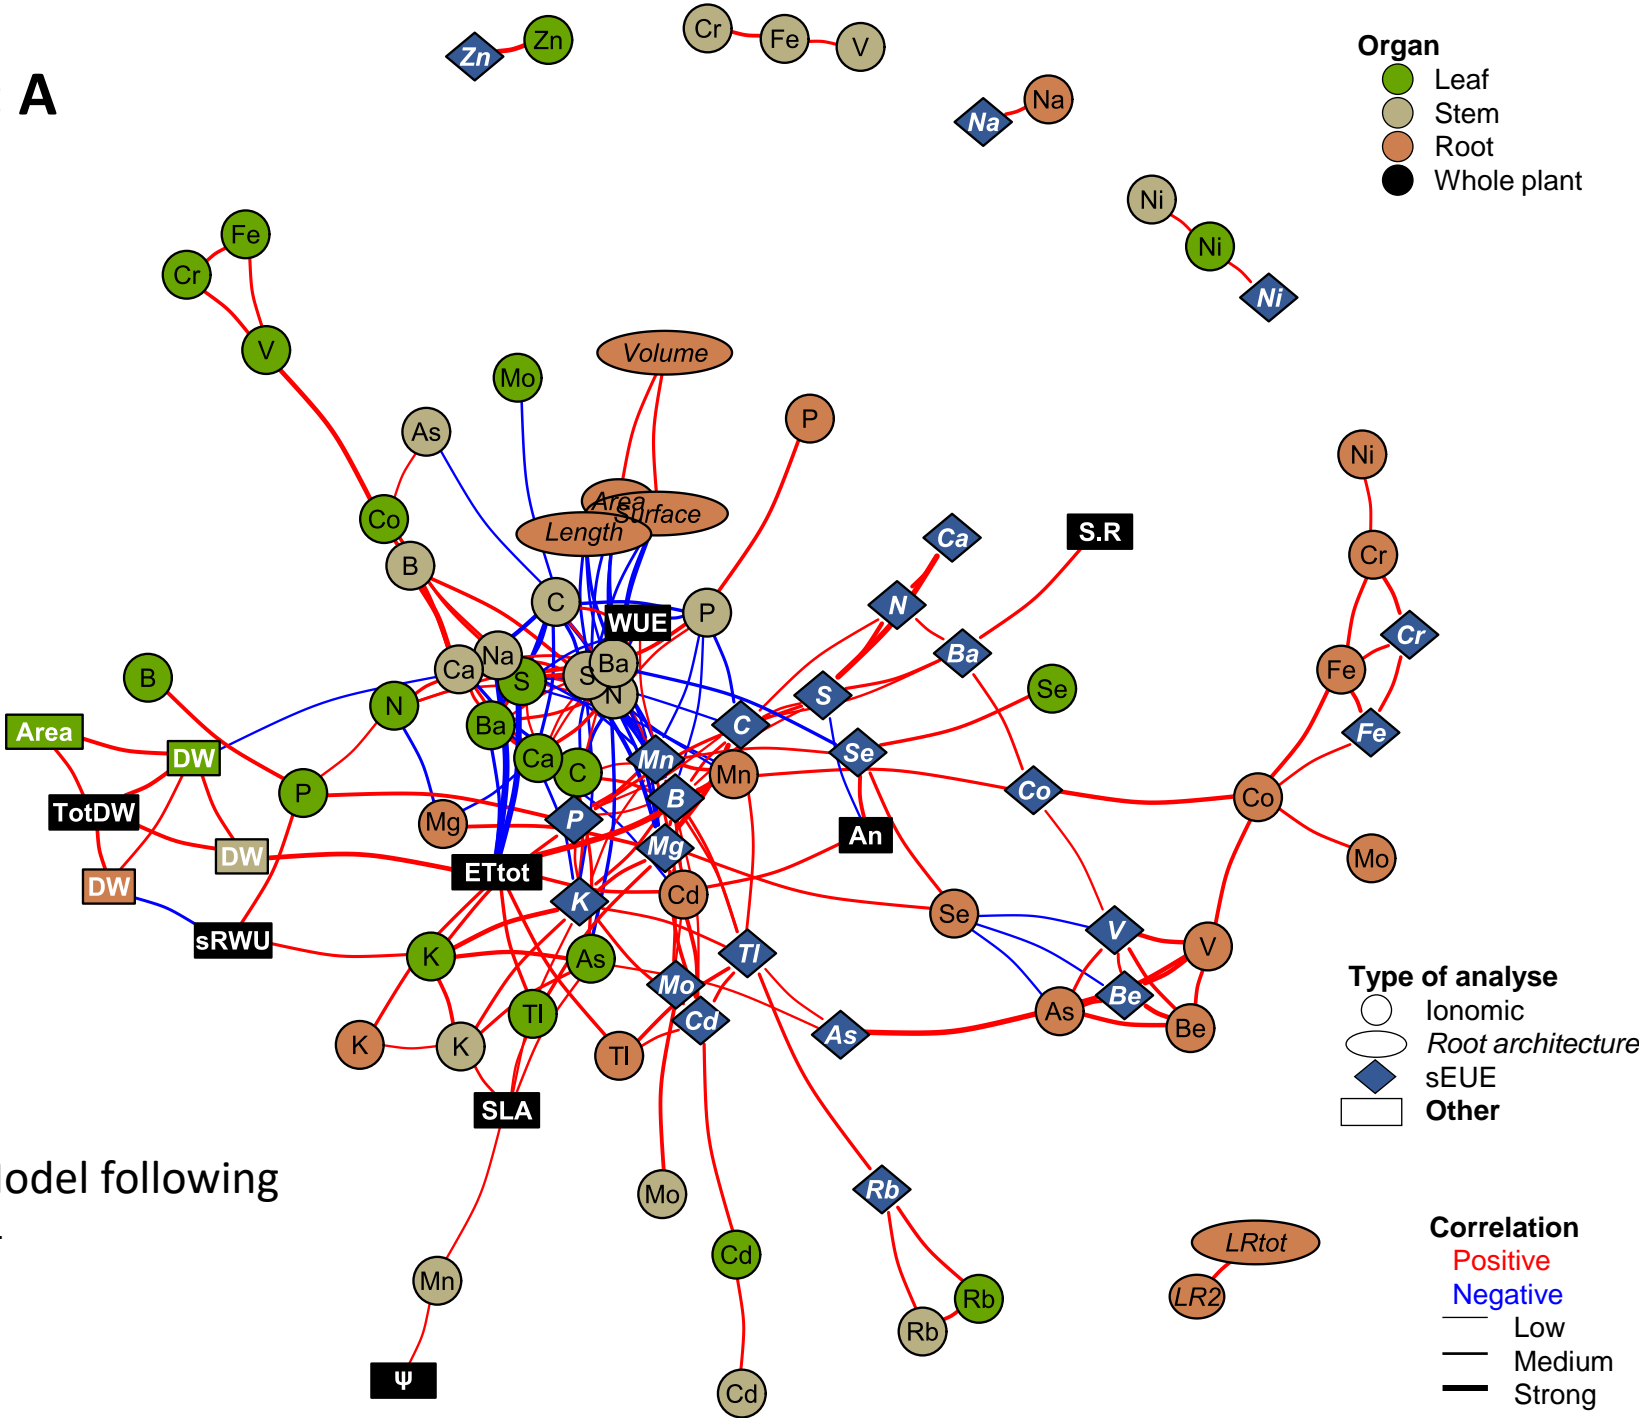 A
Zn
Zn
Cr
Fe
V
Na
Na
Ni
Ni
Ni
Organ
Leaf
Stem
Root
Whole plant
Fe
Cr
V
Mo
Volume
As
P
Co
Area
Surface
Length
B
C
WUE
P
Ca
N
Ba
S.R
Ni
Cr
Cr
Fe
Fe
Co
Mo
Na
Ca
S
S
Ba
N
N
Ba
Ca
C
B
Area
DW
TotDW
P
DW
DW
sRWU
Mg
ETtot
S
C
Se
Se
Mn
Mn
B
P
Mg
Co
An
K
Cd
Se
V
V
As
Be
Be
K
As
Tl
Mo
Cd
As
Tl
K
K
Tl
SLA
Mo
Rb
Cd
Rb
Rb
Mn
Ψ
Cd
LRtot
LR2
Type of analyse
Ionomic
Root architecture
sEUE
Other
odel following
Correlation
Positive
Negative
Low
Medium
Strong